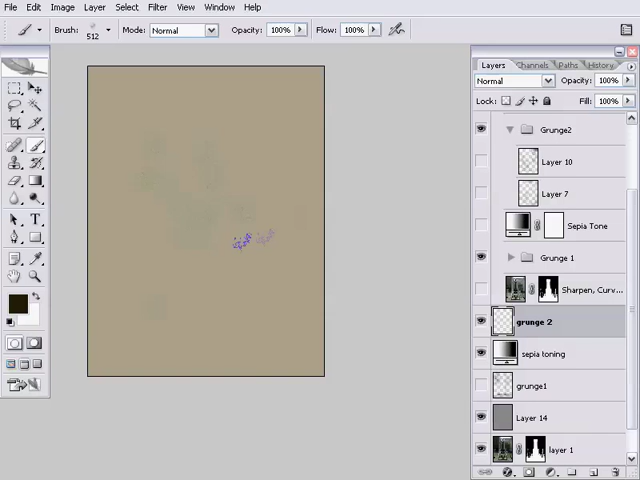 File Edit Image Layer Select Filter View Window Help
Brush: 512 Mode: Normal Opacity: 100% Flow: 100%
Layers Channels Paths History
Normal Opacity: 100%
Lock: Fill: 100%
Grunge2
Layer 10
Layer 7
Sepia Tone
Grunge 1
Sharpen, Curv...
grunge 2
sepia toning
grunge1
Layer 14
layer 1
T